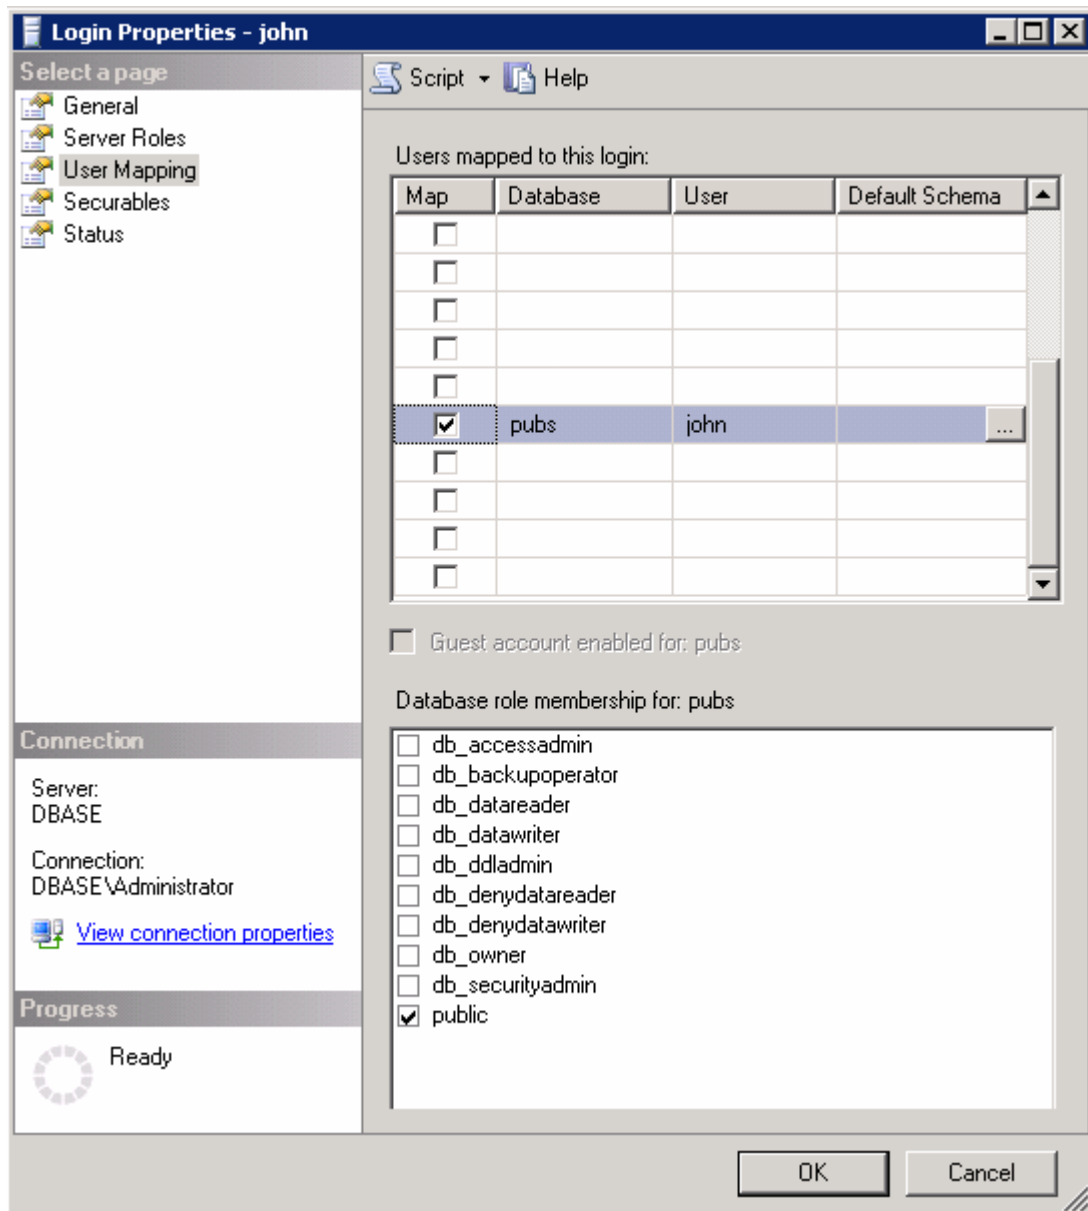 Login Properties - john
Select a page
General
Server Roles
User Mapping
Securables
Status
Script Help
Users mapped to this login:
Map Database User Default Schema
pubs john ...
Guest account enabled for: pubs
Database role membership for: pubs
db_accessadmin
db_backupoperator
db_datareader
db_datawriter
db_ddladmin
db_denydatareader
db_denydatawriter
db_owner
db_securityadmin
public
Connection
Server:
DBASE
Connection:
DBASE\Administrator
View connection properties
Progress
Ready
OK Cancel